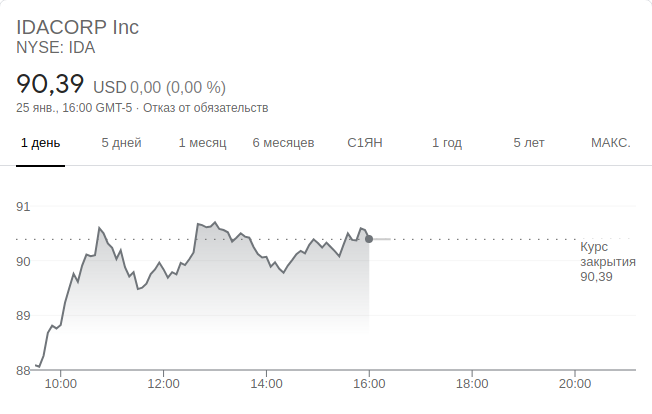 IDACORP Inc
NYSE: IDA
90,39 USD 0,00 (0,00 %)
25 янв., 16:00 GMT-5 · Отказ от обязательств
1 день 5 дней 1 месяц 6 месяцев С1ЯН 1 год 5 лет МАКС.
91
90
89
88
Курс
закрытия
90,39
10:00 12:00 14:00 16:00 18:00 20:00